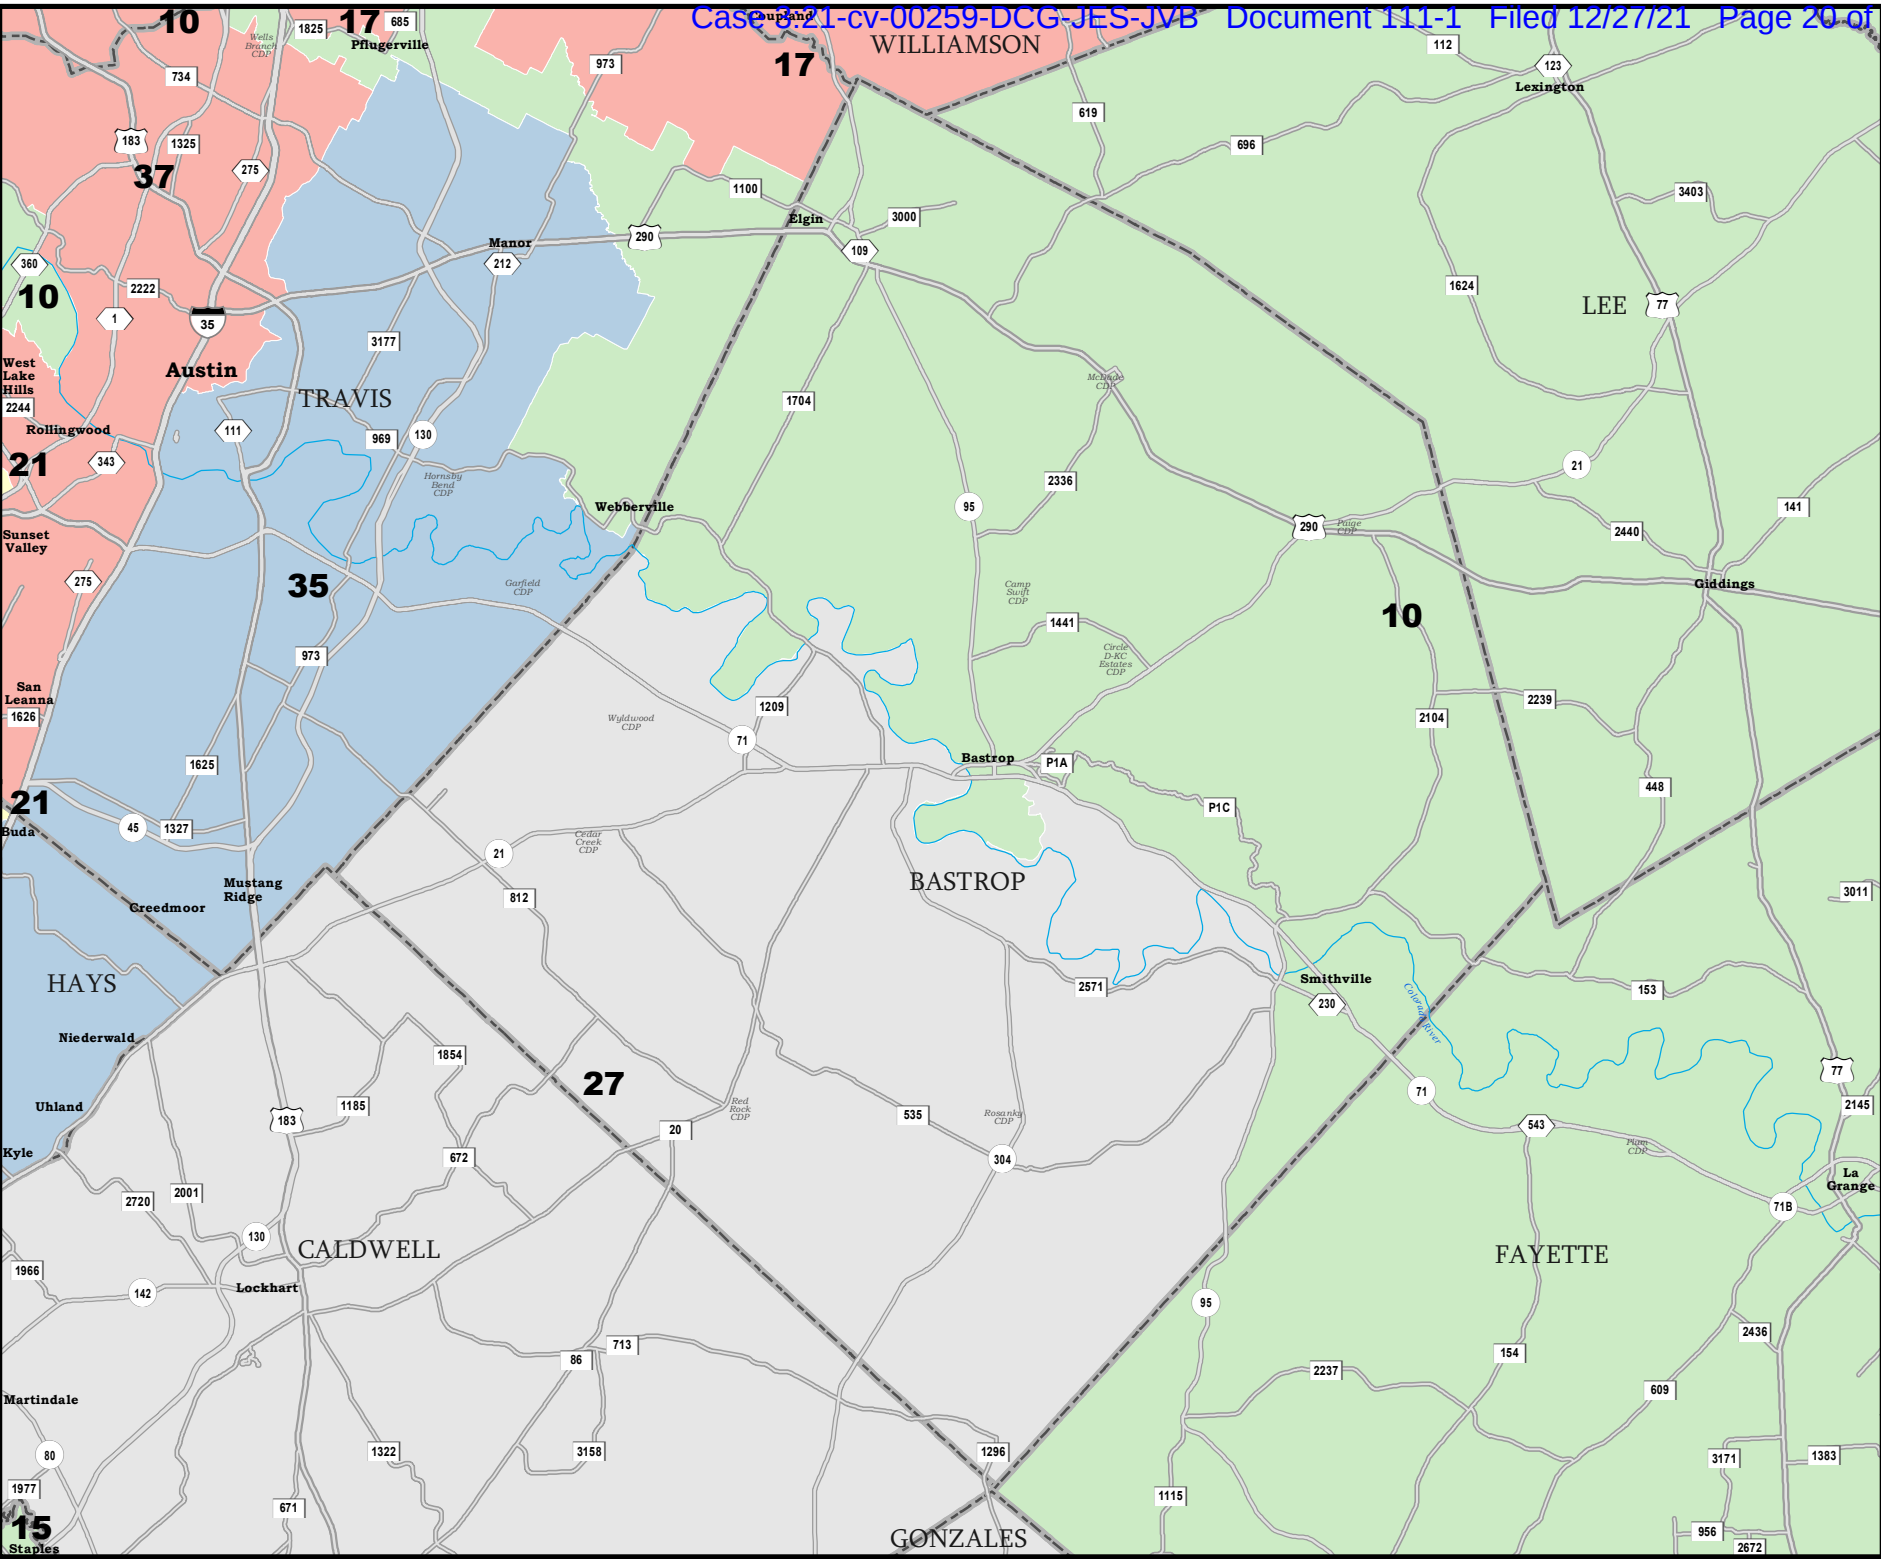 Case 3:21-cv-00259-DCG-JES-JVB Document 111-1 Filed 12/27/21 Page 20 of
10
1825
17
685
Coupland
WILLIAMSON
Wells
Branch
CDP
Pflugerville
112
734
973
17
123
Lexington
619
183
1325
696
275
37
1100
3403
Elgin
3000
290
Manor
109
212
360
10
2222
1624
LEE
77
1
35
3177
West
Lake
Hills
Austin
McDade
CDP
TRAVIS
2244
1704
Rollingwood
111
969
130
343
21
21
Hornsby
Bend
CDP
2336
Webberville
95
141
290
Paige
CDP
2440
Sunset
Valley
275
35
Garfield
CDP
Camp
Swift
CDP
Giddings
10
1441
973
Circle
D-KC
Estates
CDP
San
Leanna
1626
1209
2239
Wyldwood
CDP
2104
71
1625
Bastrop
P1A
448
21
P1C
Buda
45
1327
Cedar
Creek
CDP
21
Mustang
Ridge
BASTROP
3011
812
Creedmoor
HAYS
Smithville
2571
153
230
Colorado River
Niederwald
1854
27
77
71
Uhland
1185
2145
183
535
Red
Rock
CDP
Rosanky
CDP
20
543
Plum
CDP
Kyle
672
304
La
Grange
2720
2001
71B
130
CALDWELL
FAYETTE
1966
Lockhart
142
95
2436
713
86
154
2237
609
Martindale
80
1322
3158
1296
3171
1383
1977
1115
671
15
GONZALES
956
Staples
2672